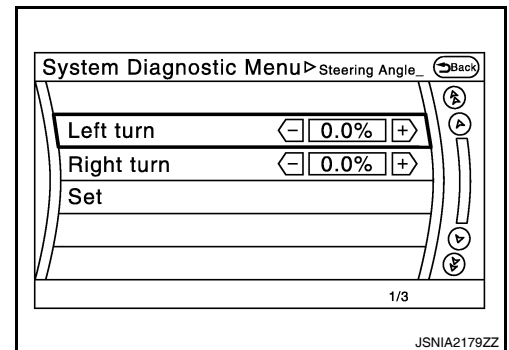 System Diagnostic Menu▷Steering Angle_ Back
Left turn − 0.0% +
Right turn − 0.0% +
Set
1/3
JSNIA2179ZZ